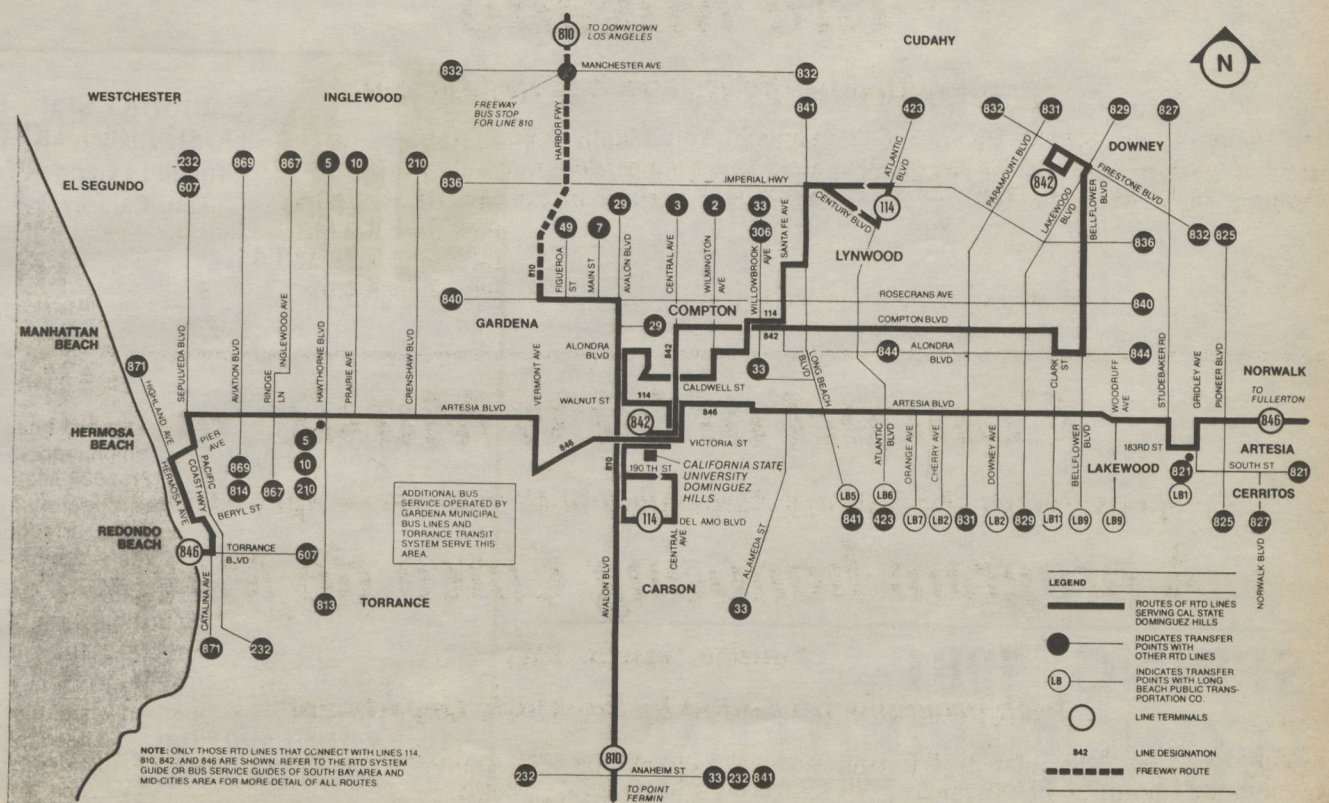 810
TO DOWNTOWN
LOS ANGELES
CUDAHY
N
832
MANCHESTER AVE
832
WESTCHESTER
INGLEWOOD
FREEWAY
BUS STOP
FOR LINE 810
HARBOR FWY
841
423
832
831
829
827
232
869
867
5
10
210
EL SEGUNDO
607
836
IMPERIAL HWY
ATLANTIC
BLVD
PARAMOUNT BLVD
DOWNEY
842
LAKEWOOD
BLVD
BELLFLOWER
BLVD
FIRESTONE BLVD
CENTURY BLVD
114
49
7
29
3
2
33
306
SANTA FE AVE
LYNWOOD
836
832
825
810
FIGUEROA
ST
MAIN ST
AVALON BLVD
CENTRAL AVE
WILMINGTON
AVE
WILLOWBROOK
AVE
840
ROSECRANS AVE
840
MANHATTAN
BEACH
SEPULVEDA BLVD
AVIATION BLVD
RINDGE
LN
INGLEWOOD AVE
HAWTHORNE BLVD
PRAIRIE AVE
CRENSHAW BLVD
GARDENA
VERMONT AVE
COMPTON
114
842
COMPTON BLVD
29
ALONDRA
BLVD
842
844
ALONDRA
BLVD
844
871
HIGHLAND AVE
33
LONG BEACH
BLVD
CLARK
ST
WOODRUFF
AVE
STUDEBAKER RD
GRIDLEY AVE
PIONEER BLVD
NORWALK
CALDWELL ST
114
WALNUT ST
TO
FULLERTON
ARTESIA BLVD
846
ARTESIA BLVD
846
HERMOSA
BEACH
PIER
AVE
842
846
VICTORIA ST
183RD ST
ARTESIA
5
10
210
PACIFIC
COAST HWY
HERMOSA AVE
869
814
867
BERYL ST
810
190 TH ST
CALIFORNIA STATE
UNIVERSITY
DOMINGUEZ
HILLS
ATLANTIC
BLVD
ORANGE AVE
CHERRY AVE
DOWNEY AVE
BELLFLOWER
BLVD
LAKEWOOD
821
SOUTH ST
821
LB1
CERRITOS
ADDITIONAL BUS
SERVICE OPERATED BY
GARDENA MUNICIPAL
BUS LINES AND
TORRANCE TRANSIT
SYSTEM SERVE THIS
AREA.
114
DEL AMO BLVD
LB5
841
LB6
423
LB7
LB2
831
LB2
829
LB11
LB9
LB9
825
827
REDONDO
BEACH
846
TORRANCE
BLVD
607
CENTRAL
AVE
ALAMEDA ST
CATALINA AVE
AVALON BLVD
CARSON
813
TORRANCE
33
NORWALK BLVD
871
232
LEGEND
ROUTES OF RTD LINES
SERVING CAL STATE
DOMINGUEZ HILLS
INDICATES TRANSFER
POINTS WITH
OTHER RTD LINES
LB
INDICATES TRANSFER
POINTS WITH LONG
BEACH PUBLIC TRANS-
PORTATION CO.
LINE TERMINALS
842
LINE DESIGNATION
FREEWAY ROUTE
NOTE: ONLY THOSE RTD LINES THAT CONNECT WITH LINES 114,
810, 842, AND 846 ARE SHOWN. REFER TO THE RTD SYSTEM
GUIDE OR BUS SERVICE GUIDES OF SOUTH BAY AREA AND
MID-CITIES AREA FOR MORE DETAIL OF ALL ROUTES.
810
232
ANAHEIM ST
33
232
841
TO POINT
FERMIN